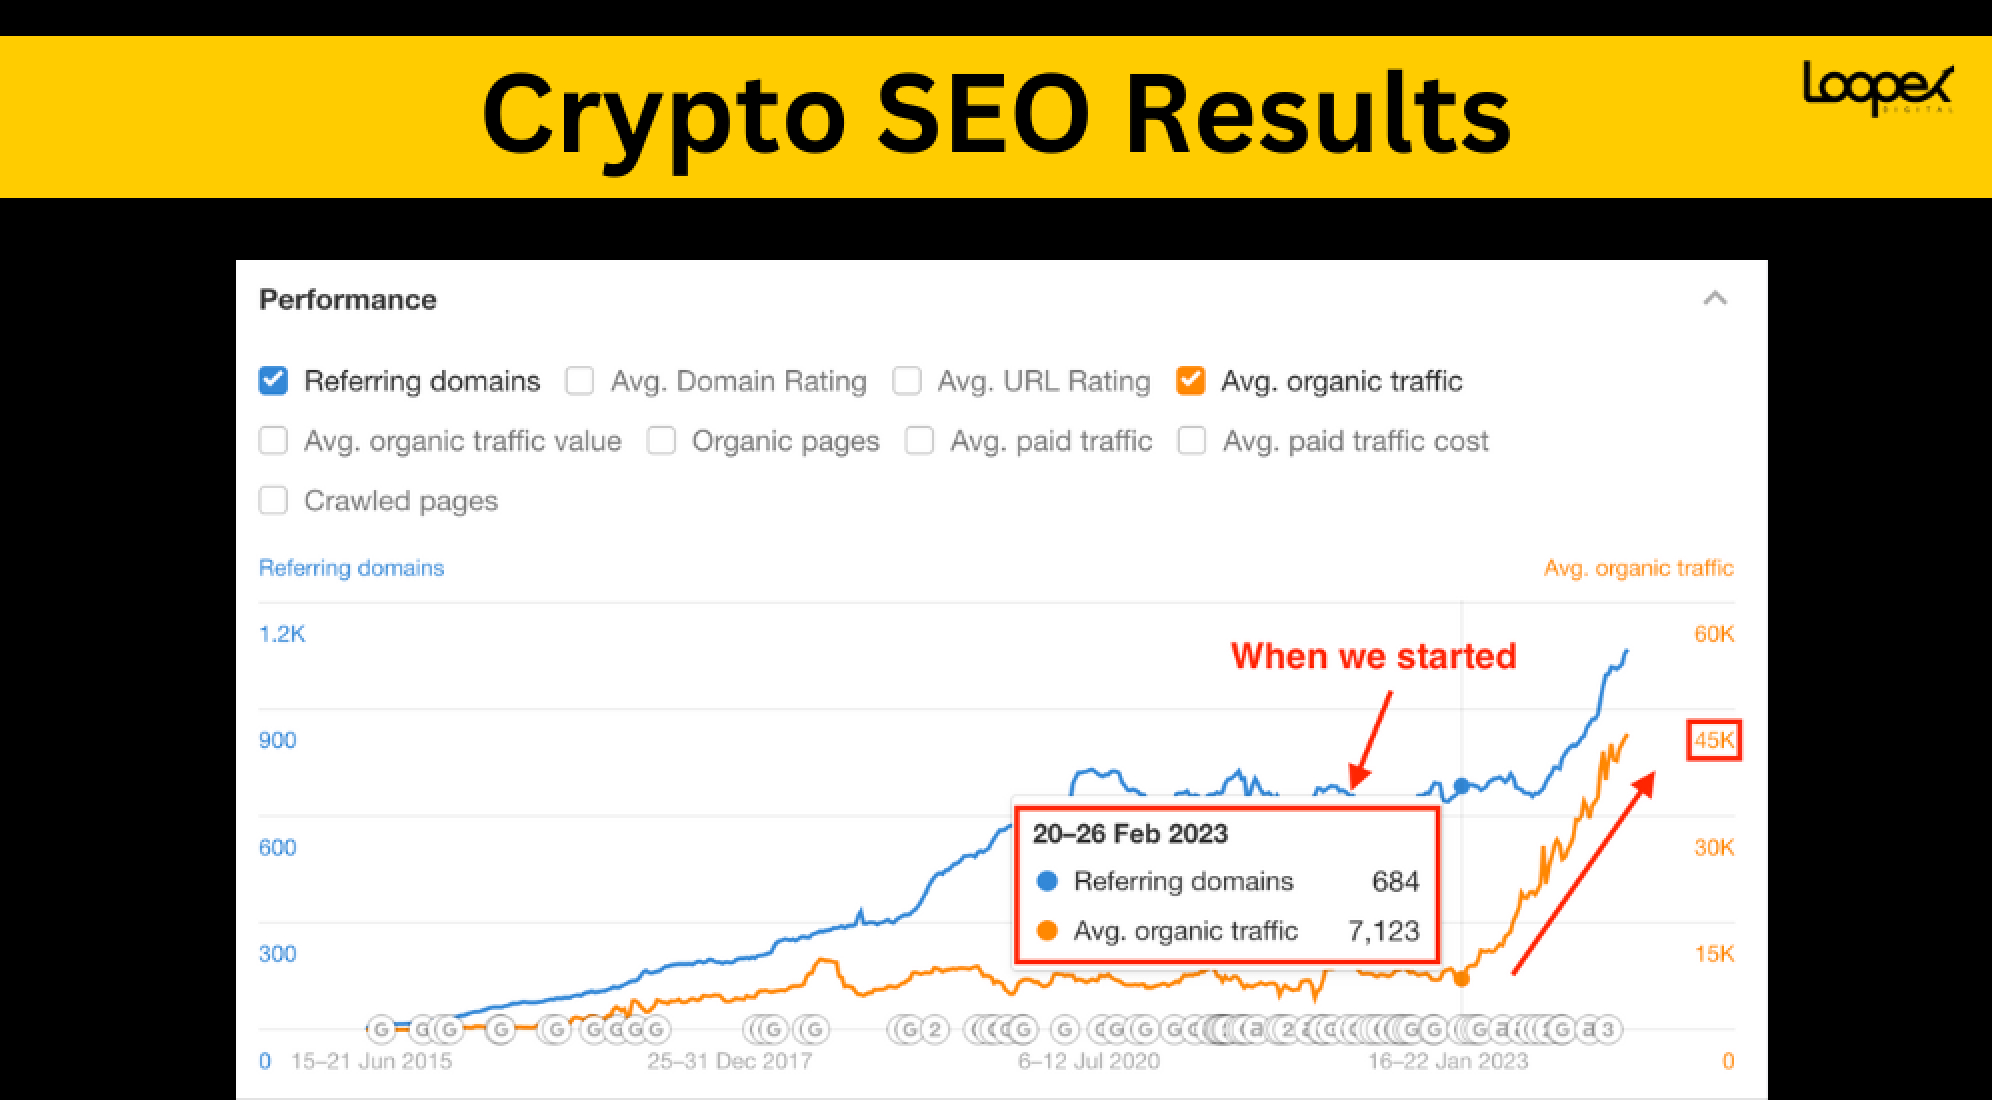 Crypto SEO Results
Loopex
DIGITAL
Performance
Referring domains Avg. Domain Rating Avg. URL Rating Avg. organic traffic
Avg. organic traffic value Organic pages Avg. paid traffic Avg. paid traffic cost
Crawled pages
Referring domains Avg. organic traffic
1.2K 60K
When we started
900 45K
20–26 Feb 2023
600 30K
Referring domains 684
Avg. organic traffic 7,123
300 15K
0 15–21 Jun 2015 25–31 Dec 2017 6–12 Jul 2020 16–22 Jan 2023 0